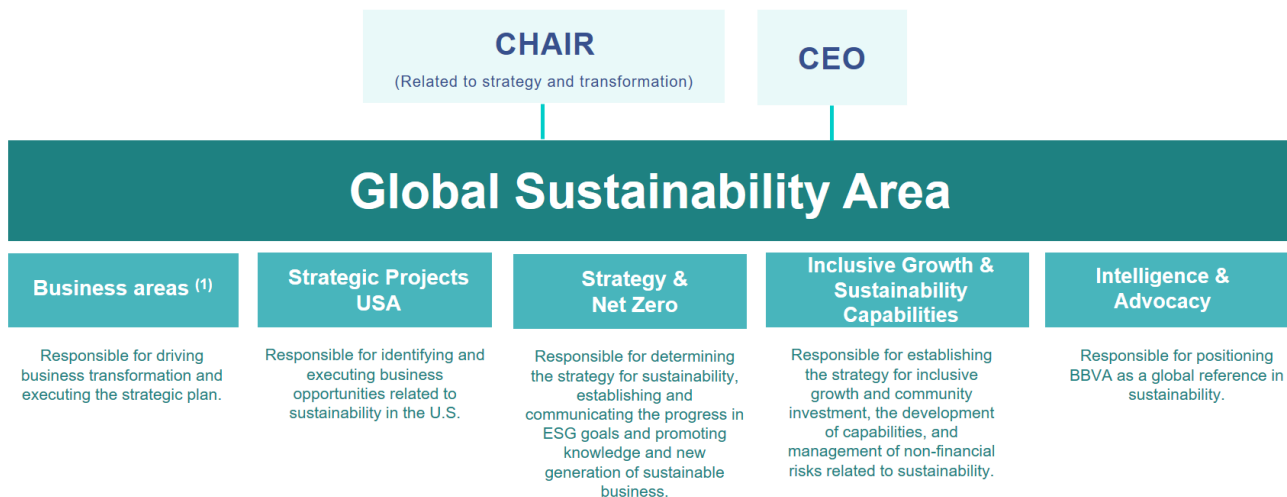 CHAIR
(Related to strategy and transformation)
CEO
Global Sustainability Area
Business areas (1)
Responsible for driving
business transformation and
executing the strategic plan.
Strategic Projects
USA
Responsible for identifying and
executing business
opportunities related to
sustainability in the U.S.
Strategy &
Net Zero
Responsible for determining
the strategy for sustainability,
establishing and
communicating the progress in
ESG goals and promoting
knowledge and new
generation of sustainable
business.
Inclusive Growth &
Sustainability
Capabilities
Responsible for establishing
the strategy for inclusive
growth and community
investment, the development
of capabilities, and
management of non-financial
risks related to sustainability.
Intelligence &
Advocacy
Responsible for positioning
BBVA as a global reference in
sustainability.